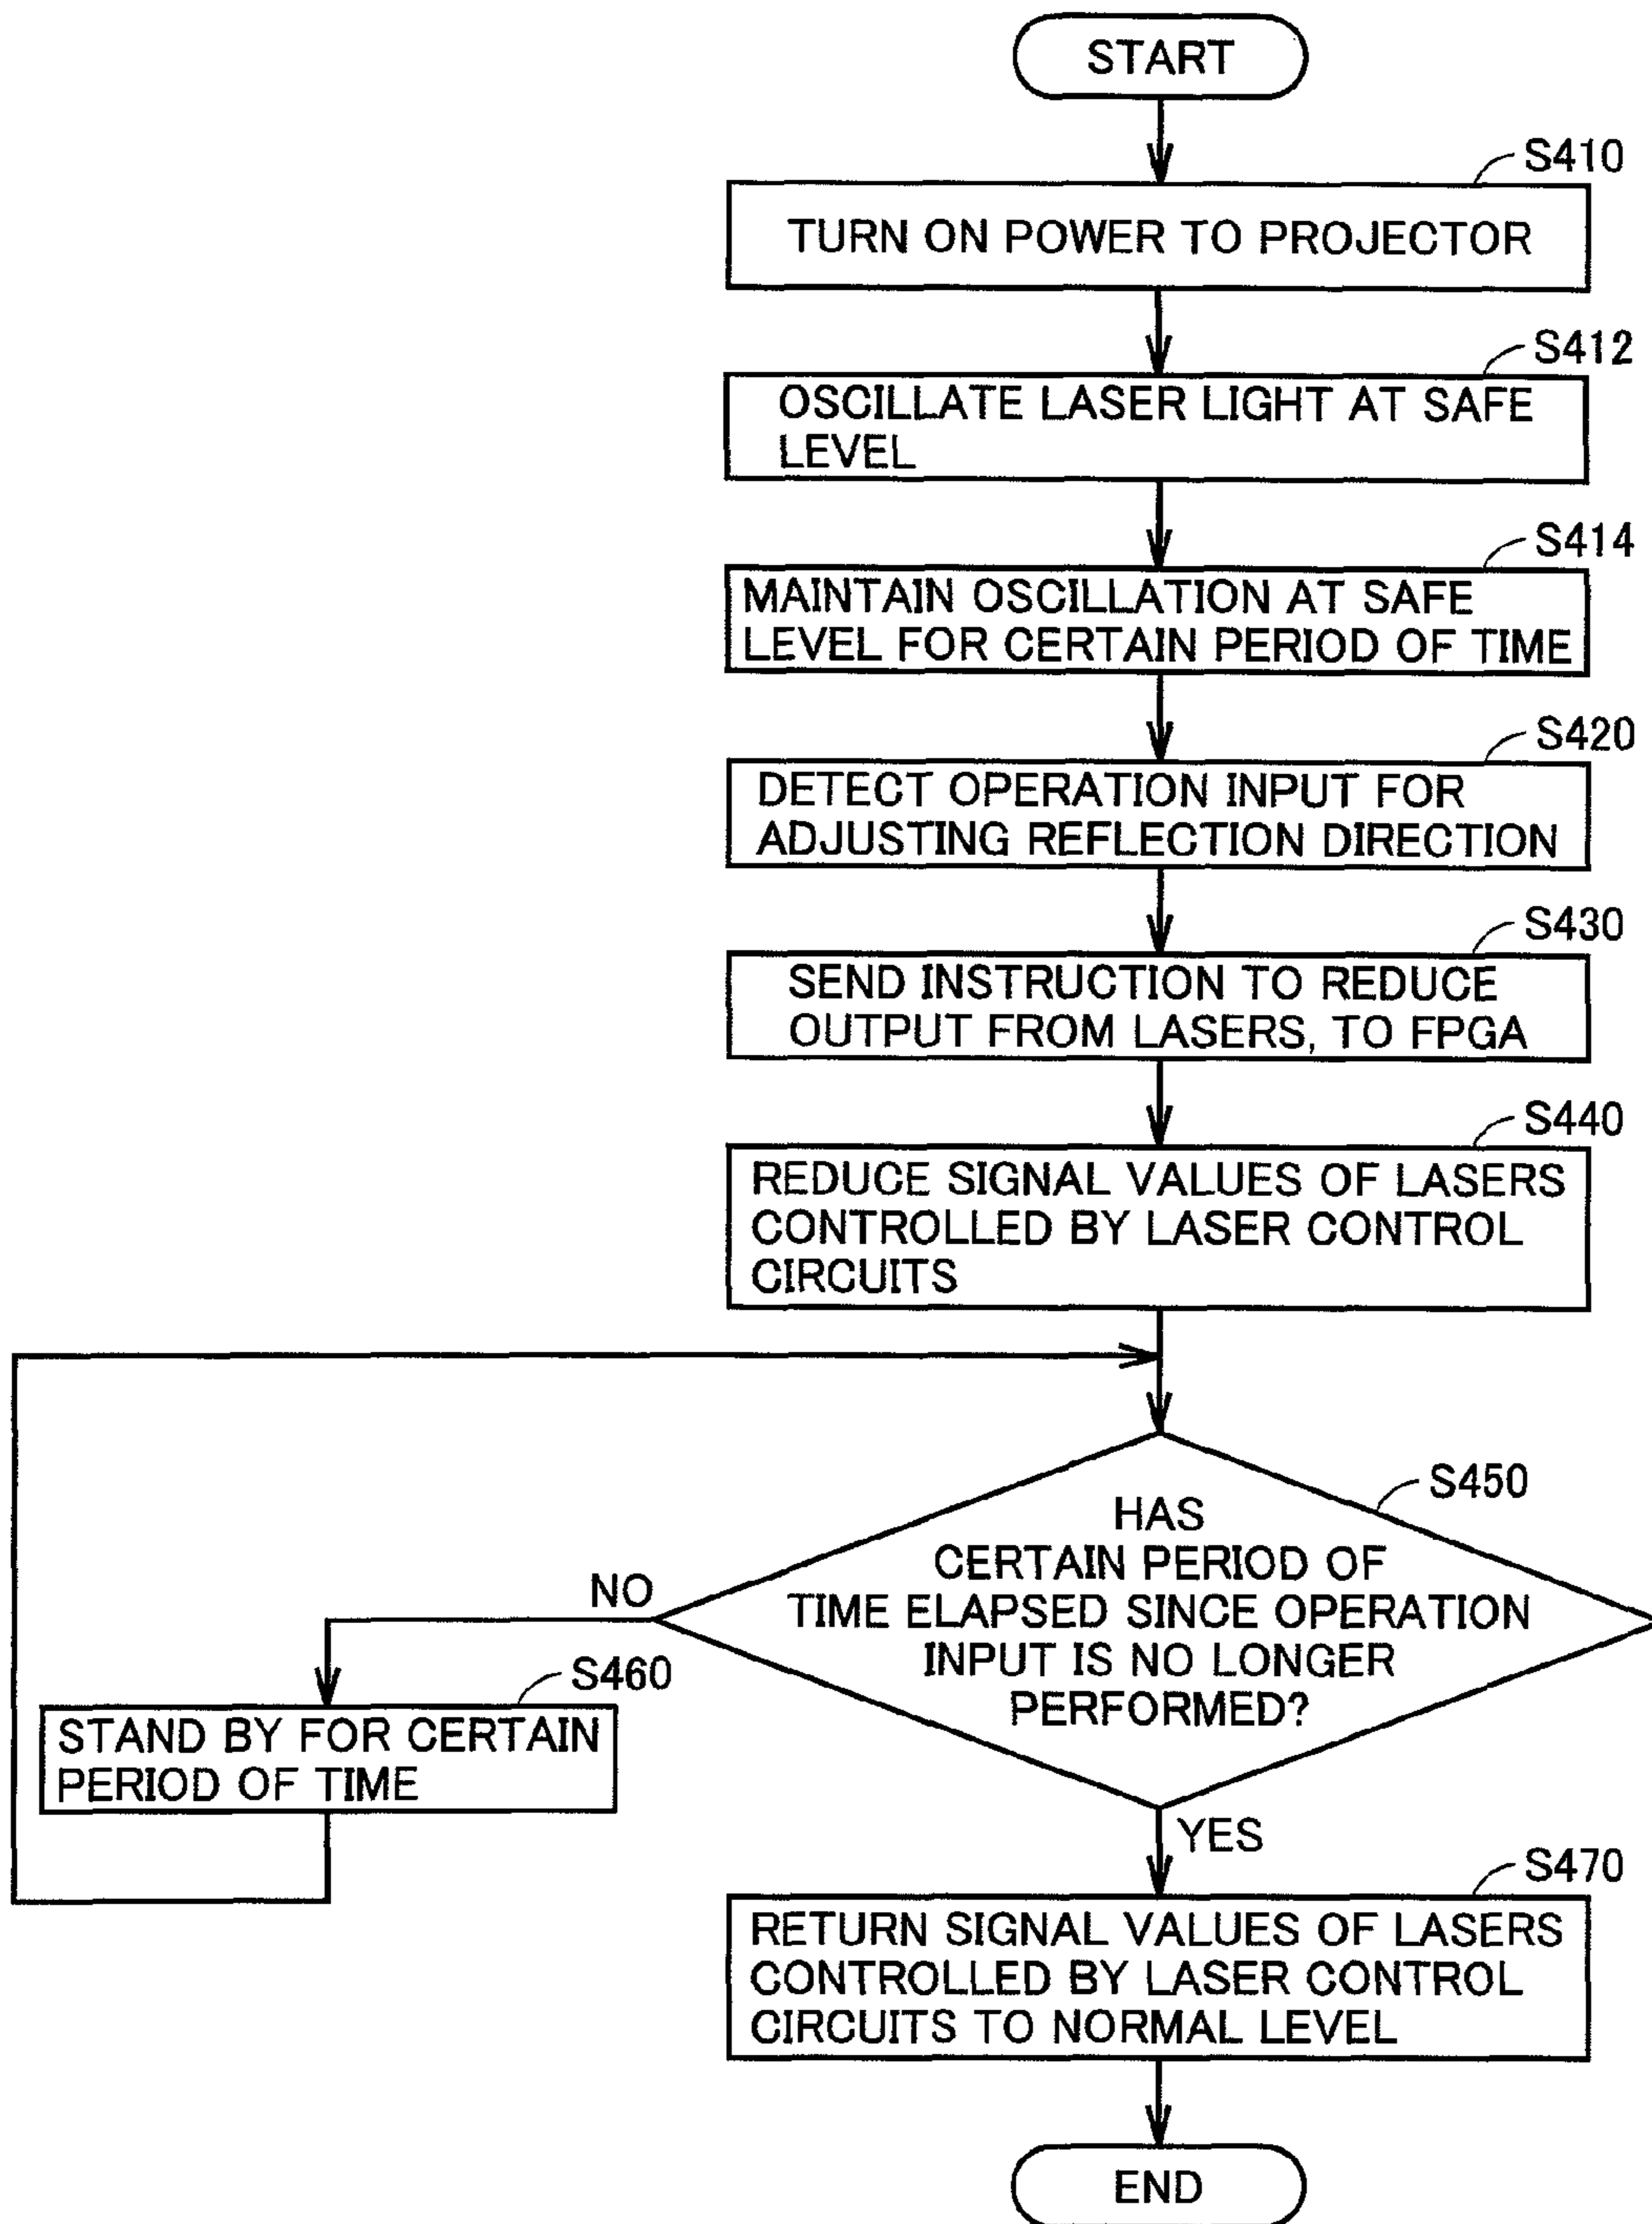 START
S410
TURN ON POWER TO PROJECTOR
S412
OSCILLATE LASER LIGHT AT SAFE
LEVEL
S414
MAINTAIN OSCILLATION AT SAFE
LEVEL FOR CERTAIN PERIOD OF TIME
S420
DETECT OPERATION INPUT FOR
ADJUSTING REFLECTION DIRECTION
S430
SEND INSTRUCTION TO REDUCE
OUTPUT FROM LASERS, TO FPGA
S440
REDUCE SIGNAL VALUES OF LASERS
CONTROLLED BY LASER CONTROL
CIRCUITS
S450
HAS
CERTAIN PERIOD OF
TIME ELAPSED SINCE OPERATION
INPUT IS NO LONGER
PERFORMED?
NO
S460
STAND BY FOR CERTAIN
PERIOD OF TIME
YES
S470
RETURN SIGNAL VALUES OF LASERS
CONTROLLED BY LASER CONTROL
CIRCUITS TO NORMAL LEVEL
END